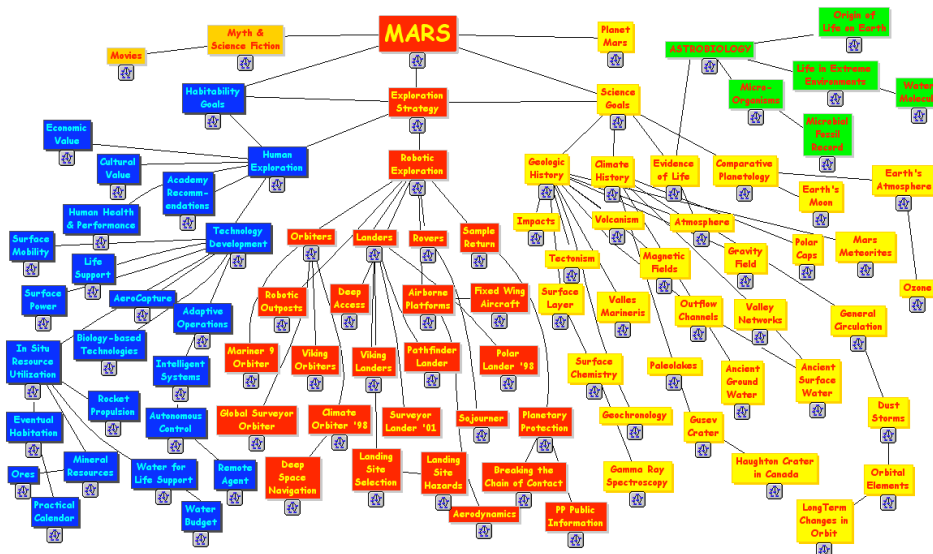 MARS
Myth &
Science Fiction
Movies
Planet
Mars
ASTROBIOLOGY
Origin of
Life on Earth
Life in Extreme
Environments
Micro-
Organisms
Microbial
Fossil
Record
Habitability
Goals
Exploration
Strategy
Science
Goals
Economic
Value
Cultural
Value
Academy
Recomm-
endations
Human
Exploration
Human Health
& Performance
Robotic
Exploration
Geologic
History
Climate
History
Evidence
of Life
Comparative
Planetology
Earth's
Moon
Earth's
Atmosphere
Surface
Mobility
Life
Support
Surface
Power
Technology
Development
AeroCapture
Adaptive
Operations
Biology-based
Technologies
Intelligent
Systems
Orbiters
Landers
Rovers
Sample
Return
Impacts
Volcanism
Atmosphere
Tectonism
Magnetic
Fields
Gravity
Field
Polar
Caps
Mars
Meteorites
Ozone
Robotic
Outposts
Deep
Access
Airborne
Platforms
Fixed Wing
Aircraft
Surface
Layer
Valles
Marineris
Outflow
Channels
Valley
Networks
General
Circulation
In Situ
Resource
Utilization
Mariner 9
Orbiter
Viking
Orbiters
Viking
Landers
Pathfinder
Lander
Polar
Lander '98
Surface
Chemistry
Paleolakes
Ancient
Ground
Water
Ancient
Surface
Water
Rocket
Propulsion
Eventual
Habitation
Autonomous
Control
Global Surveyor
Orbiter
Climate
Orbiter '98
Surveyor
Lander '01
Sojourner
Planetary
Protection
Geochronology
Gusev
Crater
Dust
Storms
Ores
Mineral
Resources
Water for
Life Support
Remote
Agent
Deep
Space
Navigation
Landing
Site
Selection
Landing
Site
Hazards
Breaking the
Chain of Contact
Gamma Ray
Spectroscopy
Haughton Crater
in Canada
Orbital
Elements
Practical
Calendar
Water
Budget
Aerodynamics
PP Public
Information
LongTerm
Changes in
Orbit